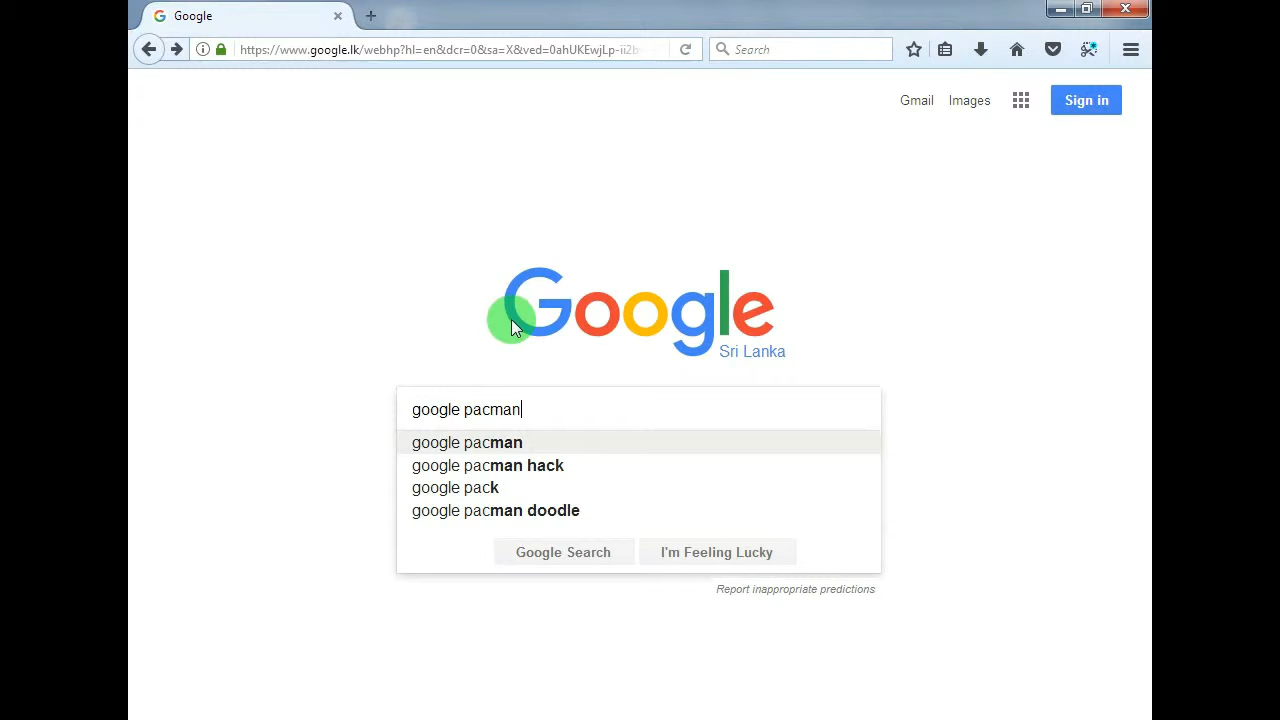 Google
https://www.google.lk/webhp?hl=en&dcr=0&sa=X&ved=0ahUKEwjLp-ii2b
Search
Gmail Images Sign in
Google
Sri Lanka
google pacman
google pacman
google pacman hack
google pack
google pacman doodle
Google Search I'm Feeling Lucky
Report inappropriate predictions